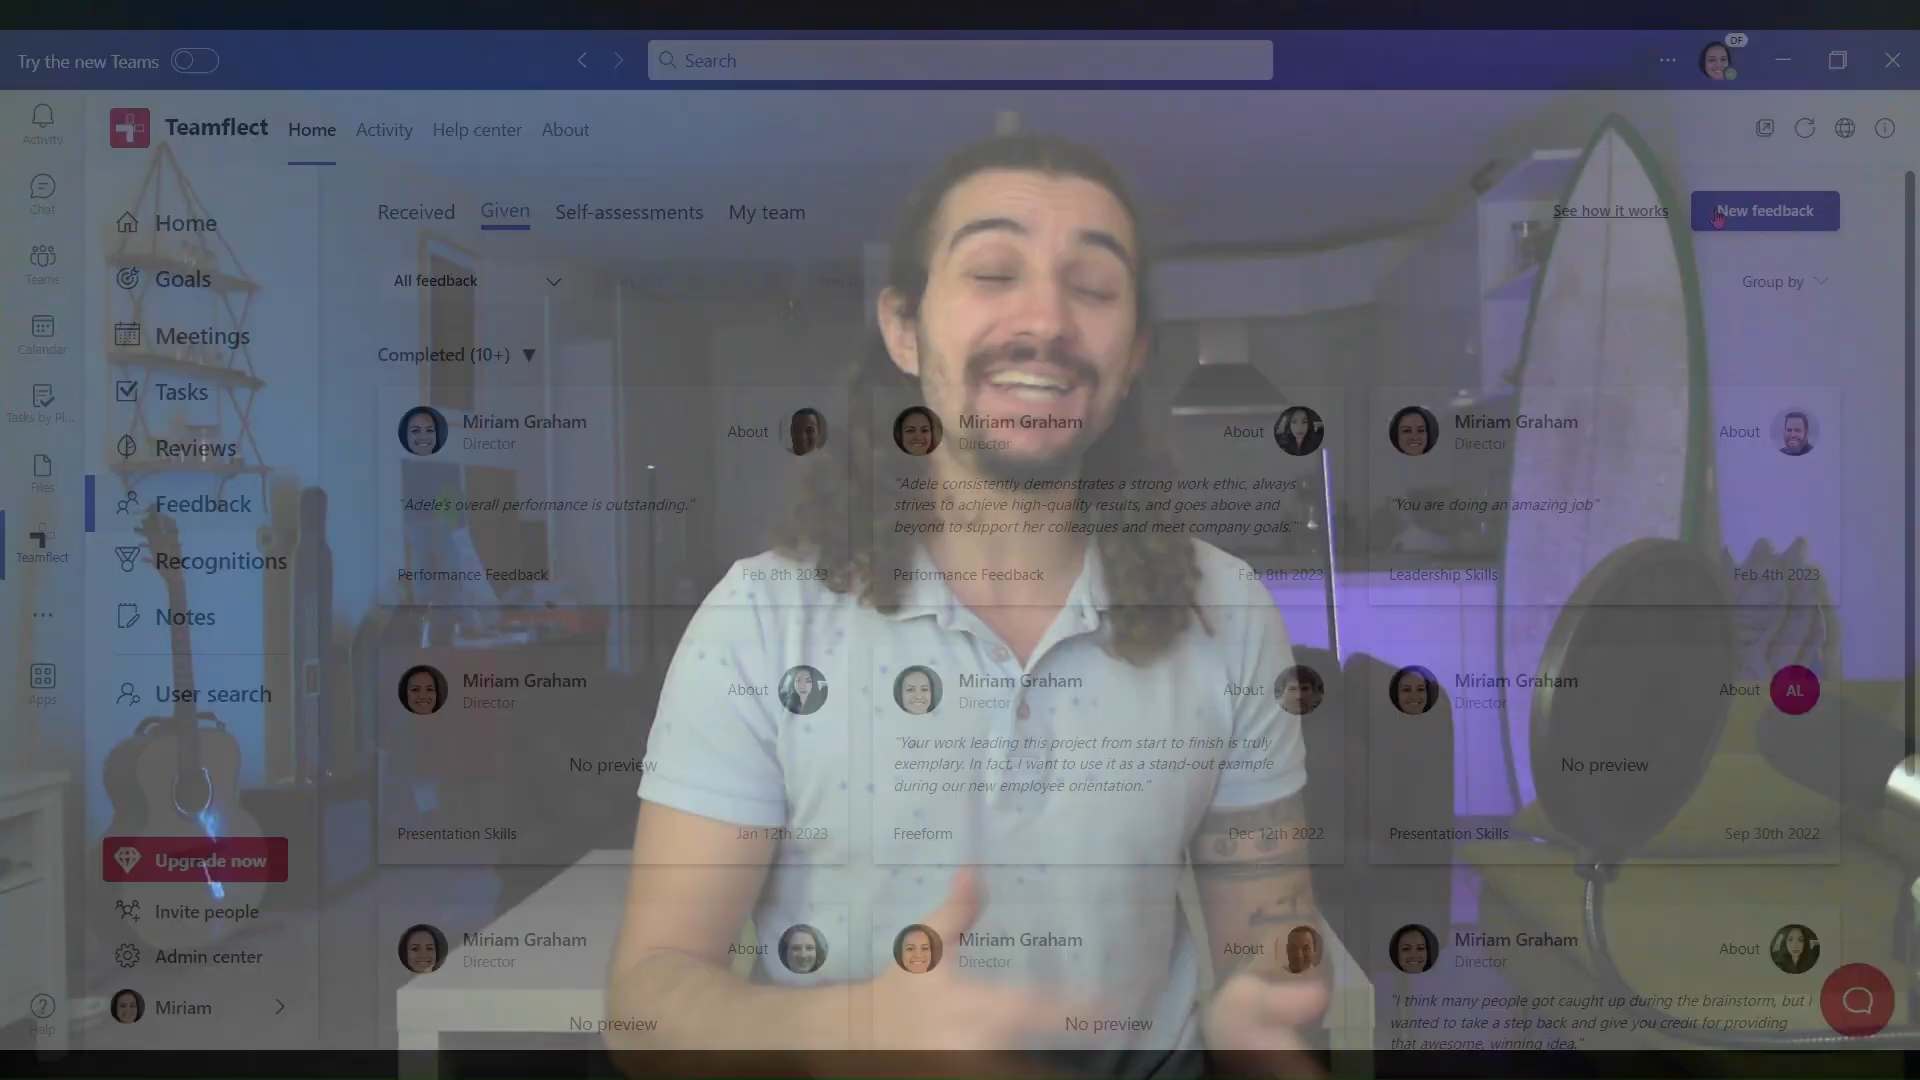 Try the new Teams
Search
DF
Activity
Chat
Teams
Calendar
Tasks by Pl...
Files
Teamflect
Apps
Help
Teamflect
Home
Activity
Help center
About
Home
Goals
Meetings
Tasks
Reviews
Feedback
Recognitions
Notes
User search
Upgrade now
Invite people
Admin center
Miriam
Received
Given
Self-assessments
My team
See how it works
New feedback
All feedback
Group by
Completed (10+)
Miriam Graham
Director
About
"Adele's overall performance is outstanding."
Performance Feedback
Feb 8th 2023
Miriam Graham
Director
About
"Adele consistently demonstrates a strong work ethic, always
strives to achieve high-quality results, and goes above and
beyond to support her colleagues and meet company goals."
Performance Feedback
Feb 8th 2023
Miriam Graham
Director
About
"You are doing an amazing job"
Leadership Skills
Feb 4th 2023
Miriam Graham
Director
About
No preview
Presentation Skills
Jan 12th 2023
Miriam Graham
Director
About
"Your work leading this project from start to finish is truly
exemplary. In fact, I want to use it as a stand-out example
during our new employee orientation."
Freeform
Dec 12th 2022
Miriam Graham
Director
About
AL
No preview
Presentation Skills
Sep 30th 2022
Miriam Graham
Director
About
No preview
Miriam Graham
Director
About
No preview
Miriam Graham
Director
About
"I think many people got caught up during the brainstorm, but I
wanted to take a step back and give you credit for providing
that awesome, winning idea."